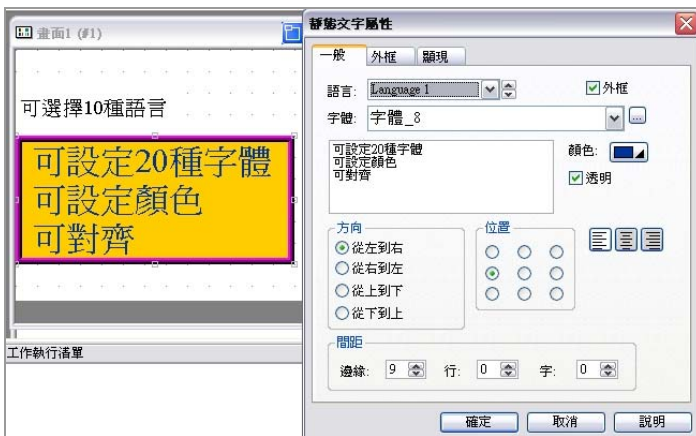 畫面1 (#1)
可選擇10種語言
可設定20種字體
可設定顏色
可對齊
工作執行清單
靜態文字屬性
一般 外框 顯現
語言: Language 1 外框
字體: 字體_8
可設定20種字體
可設定顏色
可對齊
顏色:
透明
方向
從左到右
從右到左
從上到下
從下到上
位置
間距
邊緣: 9 行: 0 字: 0
確定 取消 說明